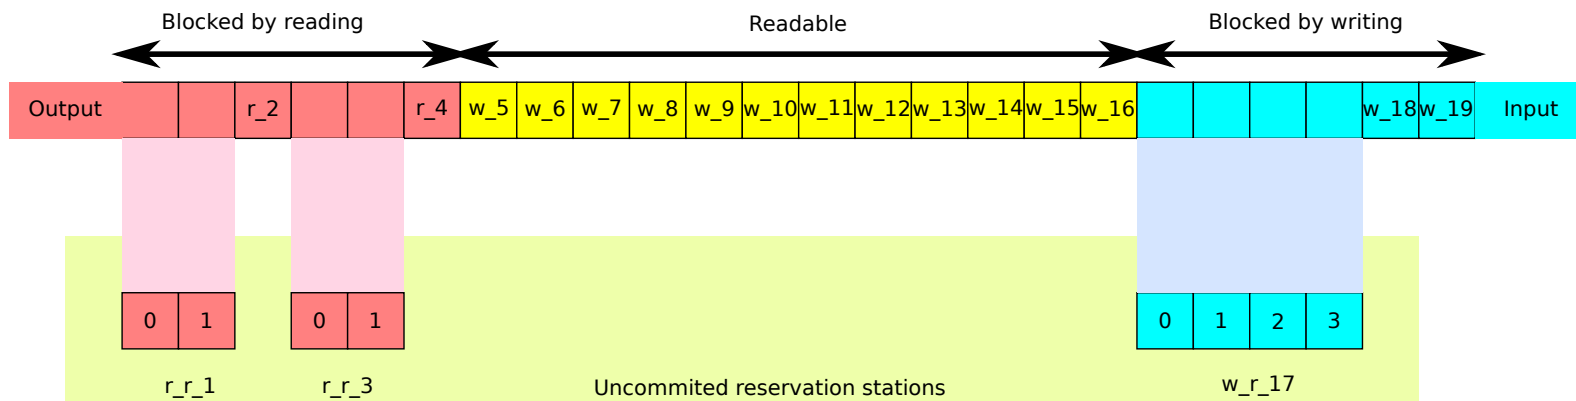 Blocked by reading Readable Blocked by writing
Output r_2 r_4 w_5 w_6 w_7 w_8 w_9 w_10 w_11 w_12 w_13 w_14 w_15 w_16 w_18 w_19 Input
0 1 0 1 0 1 2 3
r_r_1 r_r_3 Uncommited reservation stations w_r_17